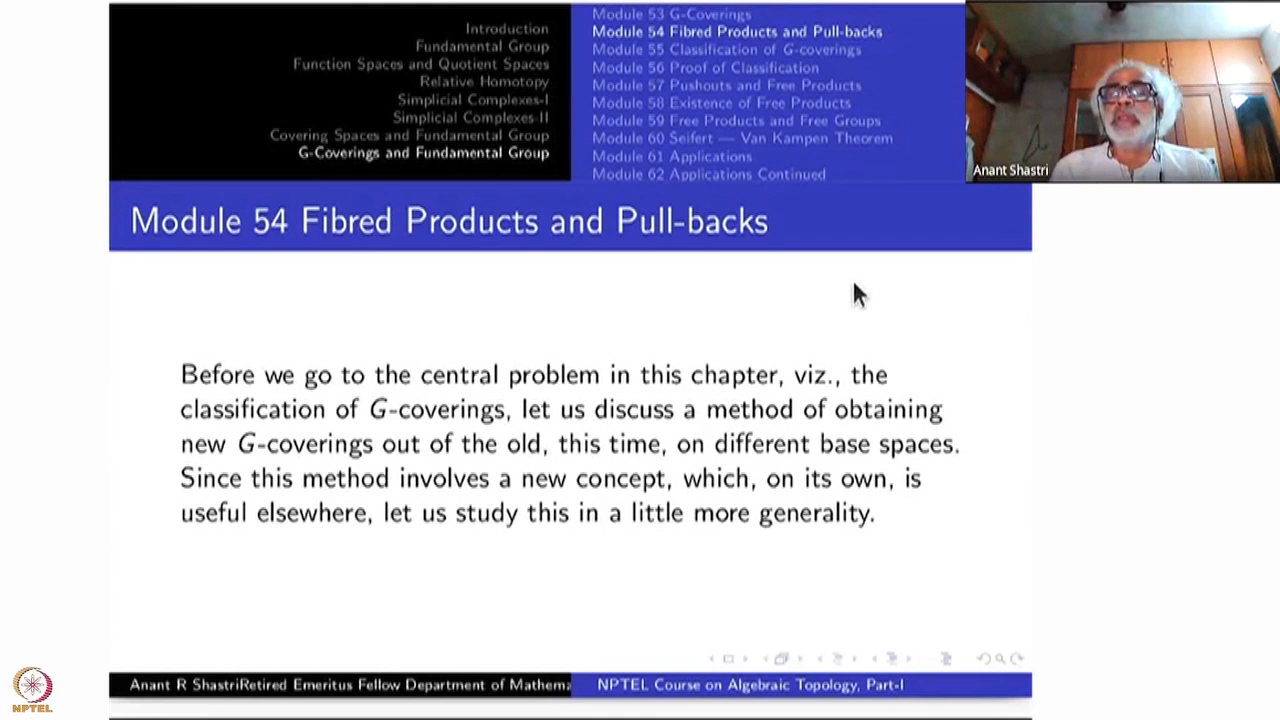 Introduction
Fundamental Group
Function Spaces and Quotient Spaces
Relative Homotopy
Simplicial Complexes-I
Simplicial Complexes-II
Covering Spaces and Fundamental Group
G-Coverings and Fundamental Group
Module 53 G-Coverings
Module 54 Fibred Products and Pull-backs
Module 55 Classification of G-coverings
Module 56 Proof of Classification
Module 57 Pushouts and Free Products
Module 58 Existence of Free Products
Module 59 Free Products and Free Groups
Module 60 Seifert — Van Kampen Theorem
Module 61 Applications
Module 62 Applications Continued
Anant Shastri
Module 54 Fibred Products and Pull-backs
Before we go to the central problem in this chapter, viz., the
classification of G-coverings, let us discuss a method of obtaining
new G-coverings out of the old, this time, on different base spaces.
Since this method involves a new concept, which, on its own, is
useful elsewhere, let us study this in a little more generality.
Anant R ShastriRetired Emeritus Fellow Department of Mathema
NPTEL Course on Algebraic Topology, Part-I
NPTEL